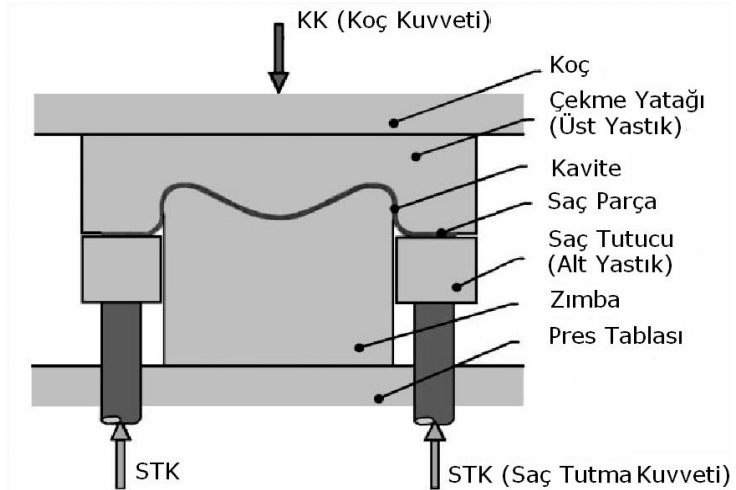 KK (Koç Kuvveti)
Koç
Çekme Yatağı
(Üst Yastık)
Kavite
Saç Parça
Saç Tutucu
(Alt Yastık)
Zımba
Pres Tablası
STK
STK (Saç Tutma Kuvveti)